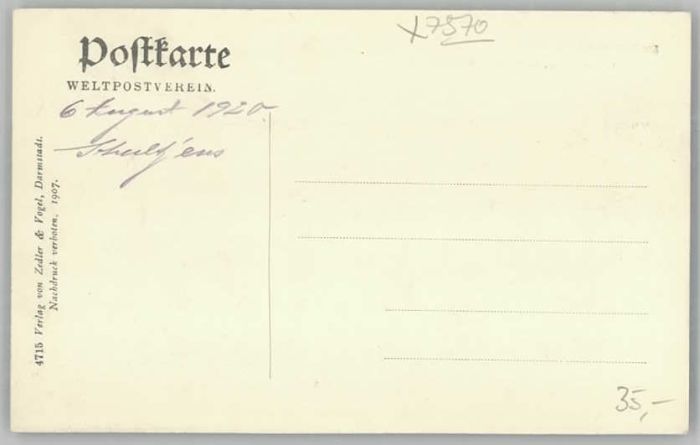 x7570
Postkarte
WELTPOSTVEREIN.
6 August 1920.
4715 Verlag von Zedler & Vogel, Darmstadt.
Nachdruck verboten. 1907.
35,-